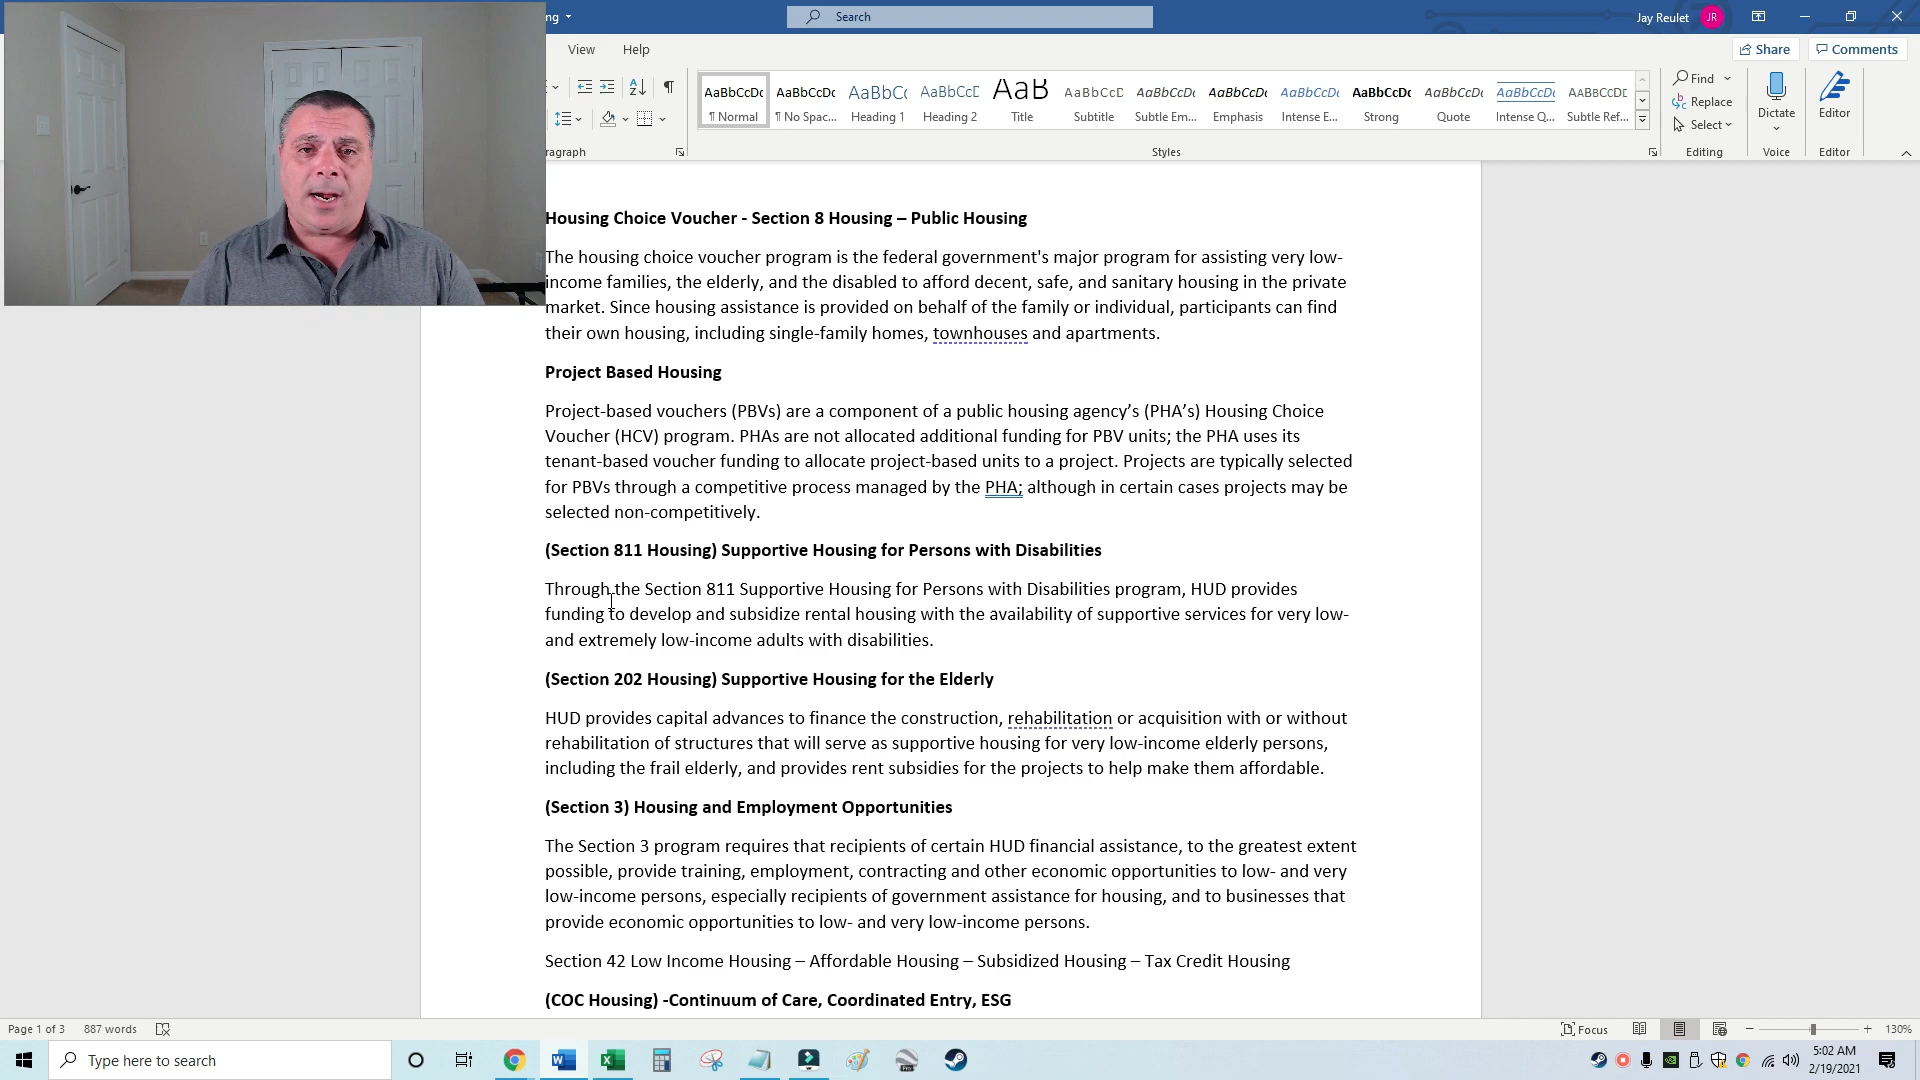 ng
Search
Jay Reulet
JR
View
Help
Share
Comments
AaBbCcDc
AaBbCcDc
AaBbCc
AaBbCcD
AaB
AaBbCcD
AaBbCcDc
AaBbCcDc
AaBbCcDc
AaBbCcDc
AaBbCcDc
AaBbCcDc
AABBCCDC
¶ Normal
¶ No Spac...
Heading 1
Heading 2
Title
Subtitle
Subtle Em...
Emphasis
Intense E...
Strong
Quote
Intense Q...
Subtle Ref...
Find
Replace
Select
Dictate
Editor
ragraph
Styles
Editing
Voice
Editor
Housing Choice Voucher - Section 8 Housing – Public Housing
The housing choice voucher program is the federal government's major program for assisting very low-
income families, the elderly, and the disabled to afford decent, safe, and sanitary housing in the private
market. Since housing assistance is provided on behalf of the family or individual, participants can find
their own housing, including single-family homes, townhouses and apartments.
Project Based Housing
Project-based vouchers (PBVs) are a component of a public housing agency’s (PHA’s) Housing Choice
Voucher (HCV) program. PHAs are not allocated additional funding for PBV units; the PHA uses its
tenant-based voucher funding to allocate project-based units to a project. Projects are typically selected
for PBVs through a competitive process managed by the PHA; although in certain cases projects may be
selected non-competitively.
(Section 811 Housing) Supportive Housing for Persons with Disabilities
Through the Section 811 Supportive Housing for Persons with Disabilities program, HUD provides
funding to develop and subsidize rental housing with the availability of supportive services for very low-
and extremely low-income adults with disabilities.
(Section 202 Housing) Supportive Housing for the Elderly
HUD provides capital advances to finance the construction, rehabilitation or acquisition with or without
rehabilitation of structures that will serve as supportive housing for very low-income elderly persons,
including the frail elderly, and provides rent subsidies for the projects to help make them affordable.
(Section 3) Housing and Employment Opportunities
The Section 3 program requires that recipients of certain HUD financial assistance, to the greatest extent
possible, provide training, employment, contracting and other economic opportunities to low- and very
low-income persons, especially recipients of government assistance for housing, and to businesses that
provide economic opportunities to low- and very low-income persons.
Section 42 Low Income Housing – Affordable Housing – Subsidized Housing – Tax Credit Housing
(COC Housing) -Continuum of Care, Coordinated Entry, ESG
Page 1 of 3
887 words
Focus
130%
Type here to search
5:02 AM
2/19/2021